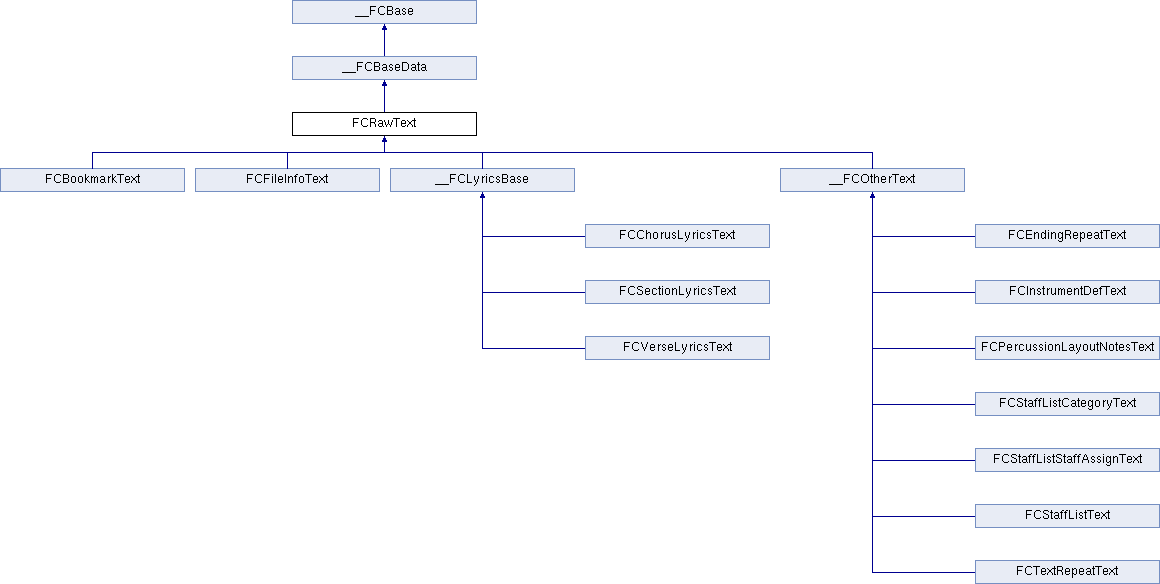 __FCBase
__FCBaseData
FCRawText
FCBookmarkText
FCFileInfoText
__FCLyricsBase
__FCOtherText
FCChorusLyricsText
FCEndingRepeatText
FCSectionLyricsText
FCInstrumentDefText
FCVerseLyricsText
FCPercussionLayoutNotesText
FCStaffListCategoryText
FCStaffListStaffAssignText
FCStaffListText
FCTextRepeatText